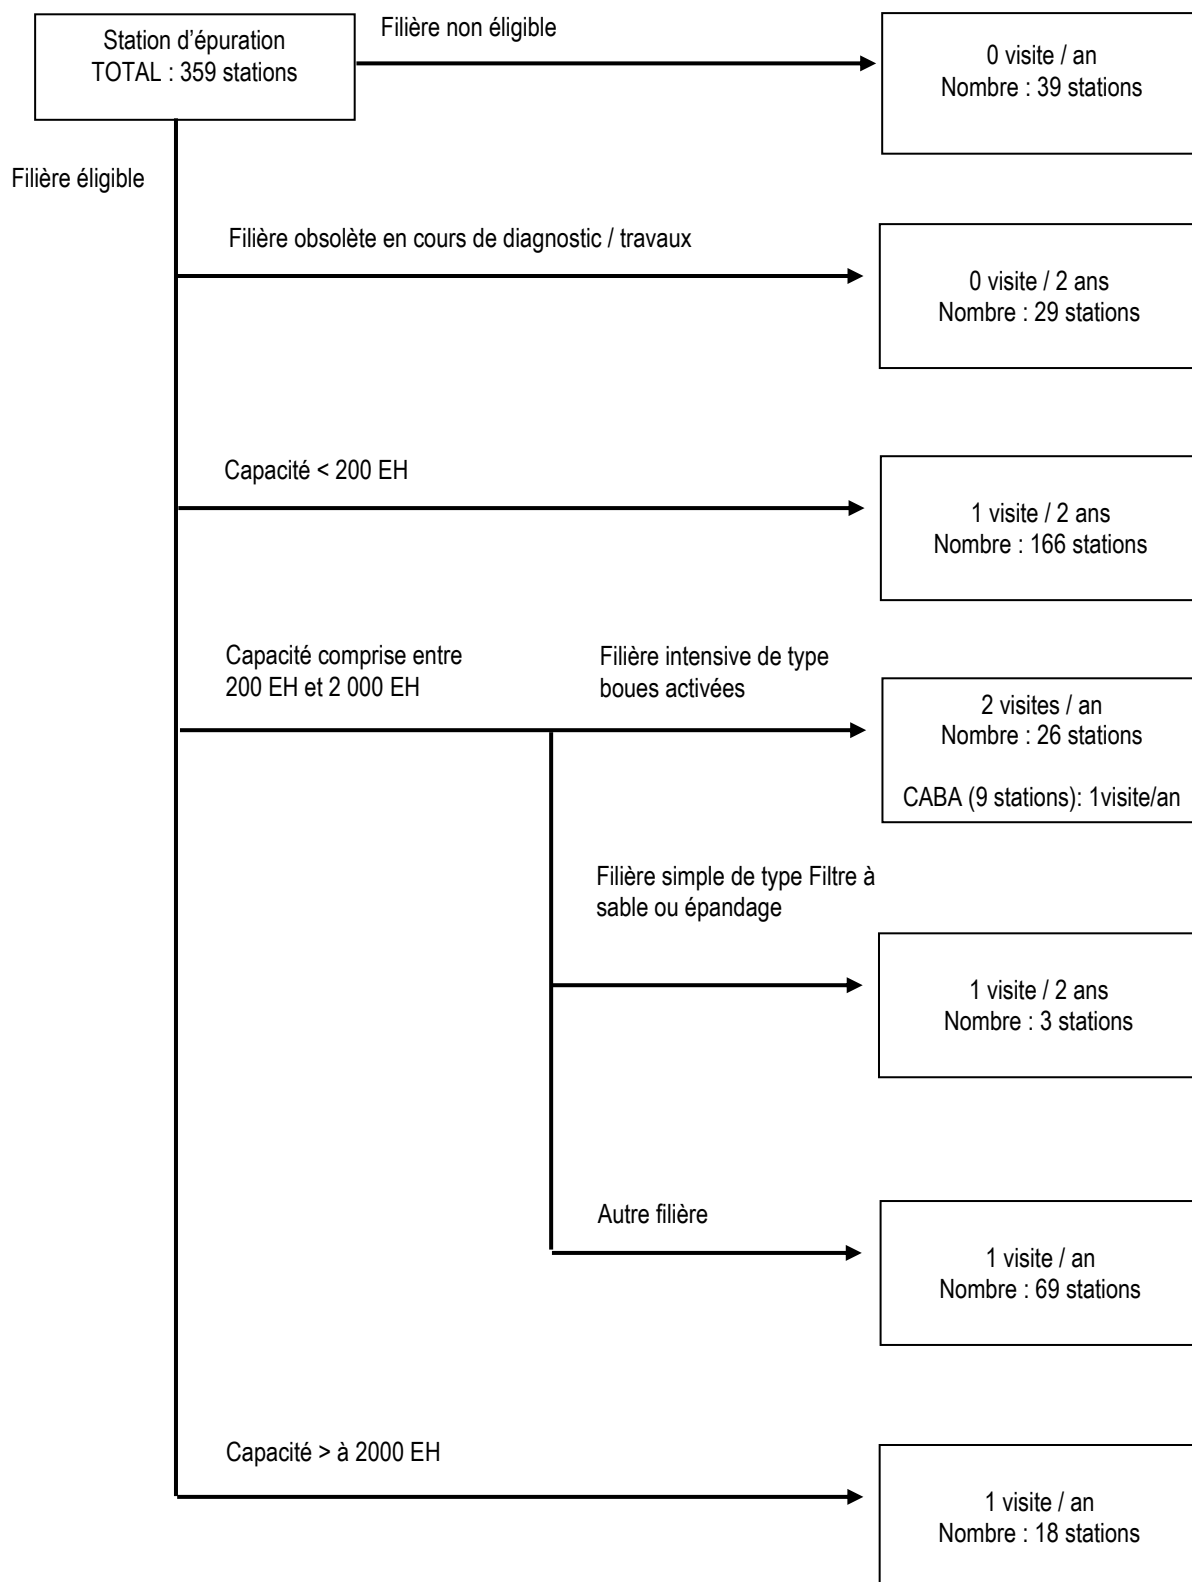 Station d'épuration
TOTAL : 359 stations
Filière non éligible
0 visite / an
Nombre : 39 stations
Filière éligible
Filière obsolète en cours de diagnostic / travaux
0 visite / 2 ans
Nombre : 29 stations
Capacité < 200 EH
1 visite / 2 ans
Nombre : 166 stations
Capacité comprise entre
200 EH et 2 000 EH
Filière intensive de type
boues activées
2 visites / an
Nombre : 26 stations
CABA (9 stations): 1visite/an
Filière simple de type Filtre à
sable ou épandage
1 visite / 2 ans
Nombre : 3 stations
Autre filière
1 visite / an
Nombre : 69 stations
Capacité > à 2000 EH
1 visite / an
Nombre : 18 stations